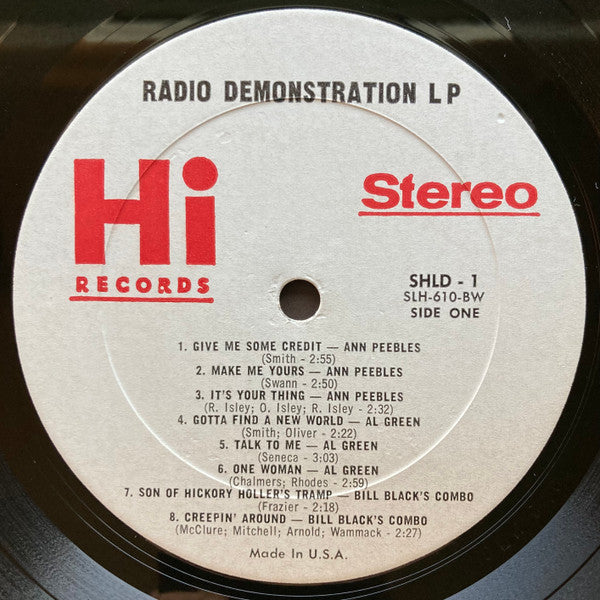 RADIO DEMONSTRATION LP
Hi
RECORDS
Stereo
SHLD - 1
SLH-610-BW
SIDE ONE
1. GIVE ME SOME CREDIT — ANN PEEBLES
(Smith - 2:55)
2. MAKE ME YOURS — ANN PEEBLES
(Swann - 2:50)
3. IT'S YOUR THING — ANN PEEBLES
(R. Isley; O. Isley; R. Isley - 2:32)
4. GOTTA FIND A NEW WORLD — AL GREEN
(Smith; Oliver - 2:22)
5. TALK TO ME — AL GREEN
(Seneca - 3:03)
6. ONE WOMAN — AL GREEN
(Chalmers; Rhodes - 2:59)
7. SON OF HICKORY HOLLER'S TRAMP — BILL BLACK'S COMBO
(Frazier - 2:18)
8. CREEPIN' AROUND — BILL BLACK'S COMBO
(McClure; Mitchell; Arnold; Wammack - 2:27)
Made In U.S.A.